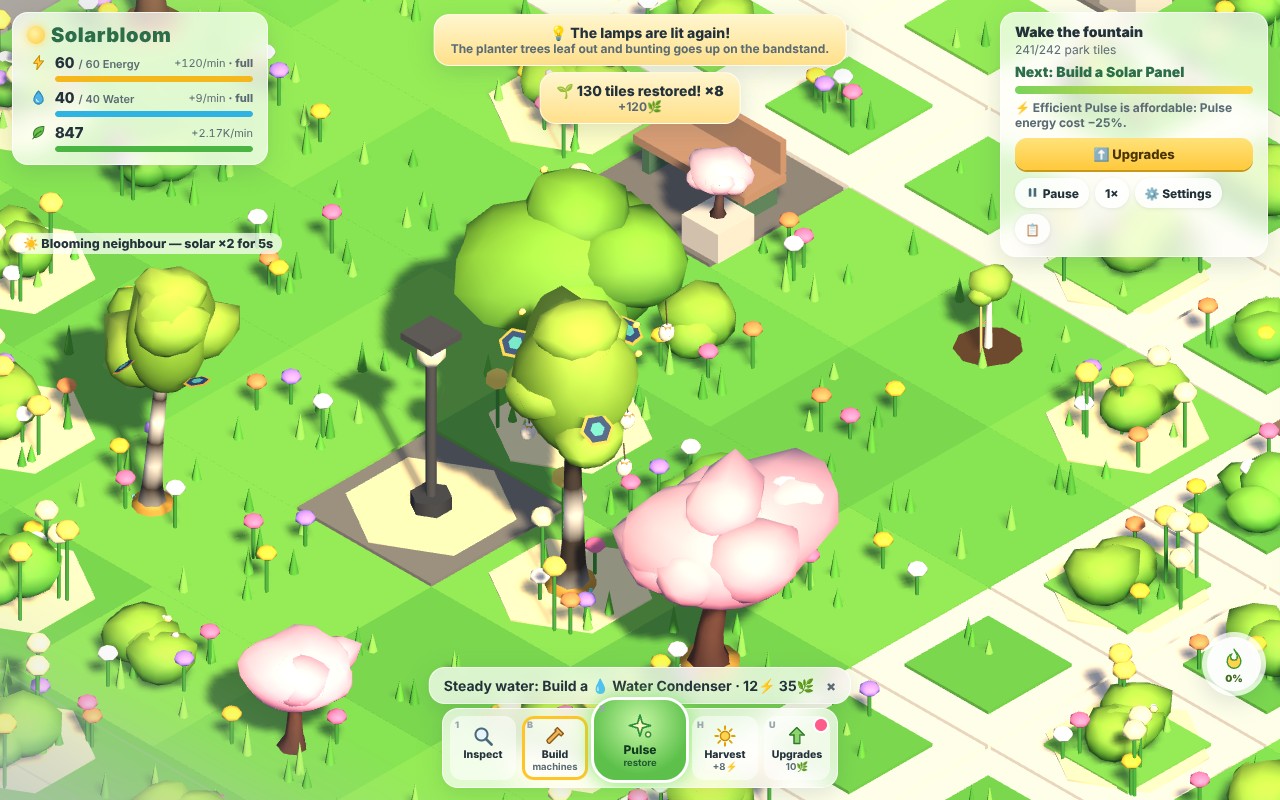 Solarbloom
60 / 60 Energy +120/min · full
40 / 40 Water +9/min · full
847 +2.17K/min
💡 The lamps are lit again!
The planter trees leaf out and bunting goes up on the bandstand.
🌱 130 tiles restored! ×8
+120🌿
Wake the fountain
241/242 park tiles
Next: Build a Solar Panel
⚡ Efficient Pulse is affordable: Pulse
energy cost −25%.
⬆️ Upgrades
Pause 1× ⚙️ Settings
☀️ Blooming neighbour — solar ×2 for 5s
0%
Steady water: Build a 💧 Water Condenser · 12⚡ 35🌿 ×
1 Inspect
B Build
machines
Pulse
restore
H Harvest
+8⚡
U Upgrades
10🌿